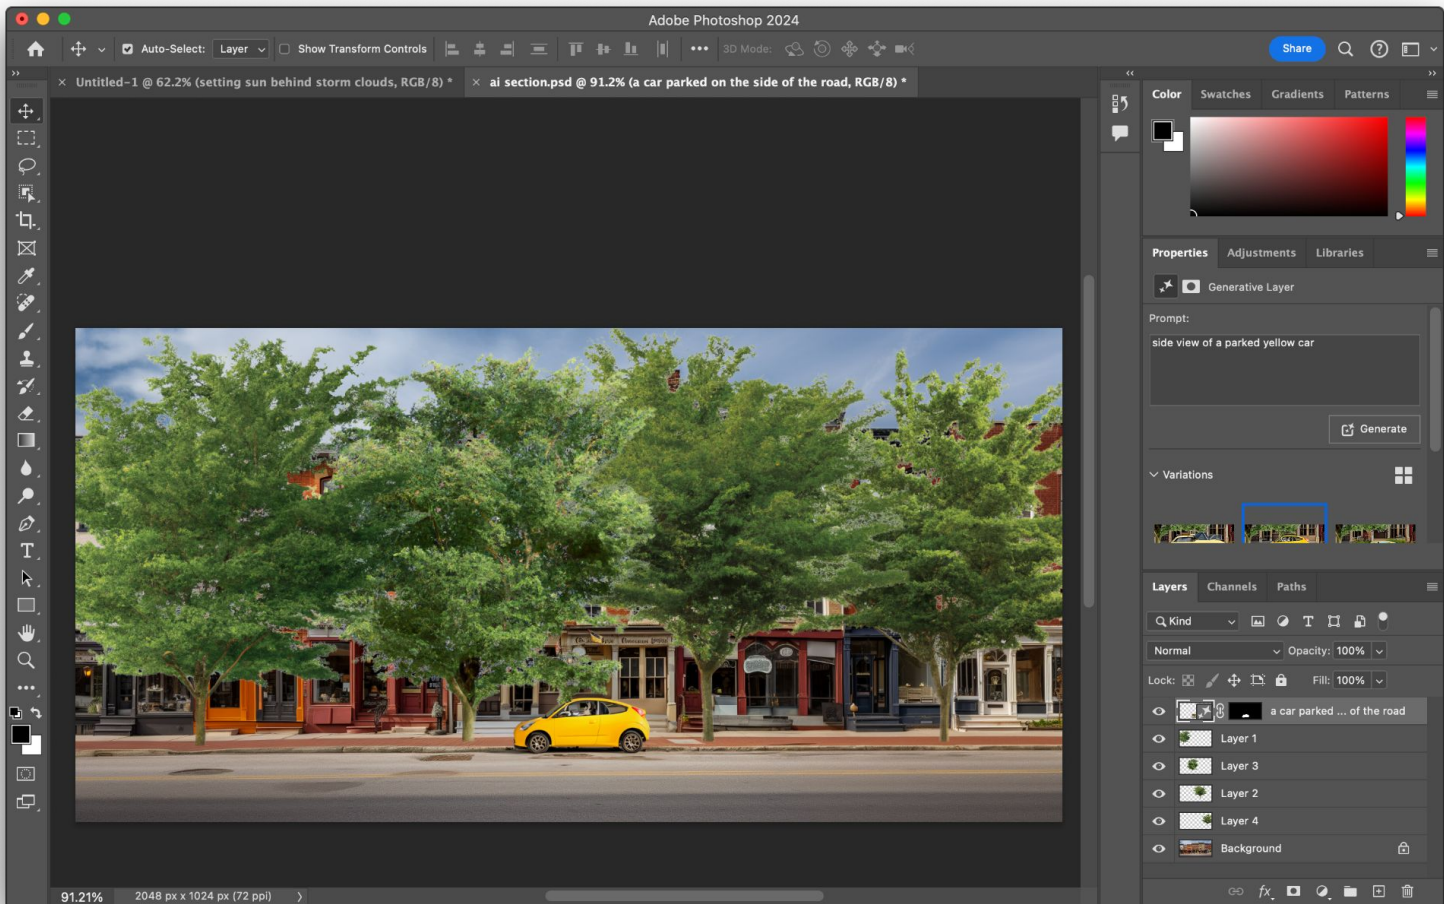 Adobe Photoshop 2024
Auto-Select: Layer Show Transform Controls 3D Mode: Share
Untitled-1 @ 62.2% (setting sun behind storm clouds, RGB/8) * ai section.psd @ 91.2% (a car parked on the side of the road, RGB/8) *
Color Swatches Gradients Patterns
Properties Adjustments Libraries
Generative Layer
Prompt:
side view of a parked yellow car
Generate
Variations
Layers Channels Paths
Kind
Normal Opacity: 100%
Lock: Fill: 100%
a car parked ... of the road
Layer 1
Layer 3
Layer 2
Layer 4
Background
fx
91.21% 2048 px x 1024 px (72 ppi)